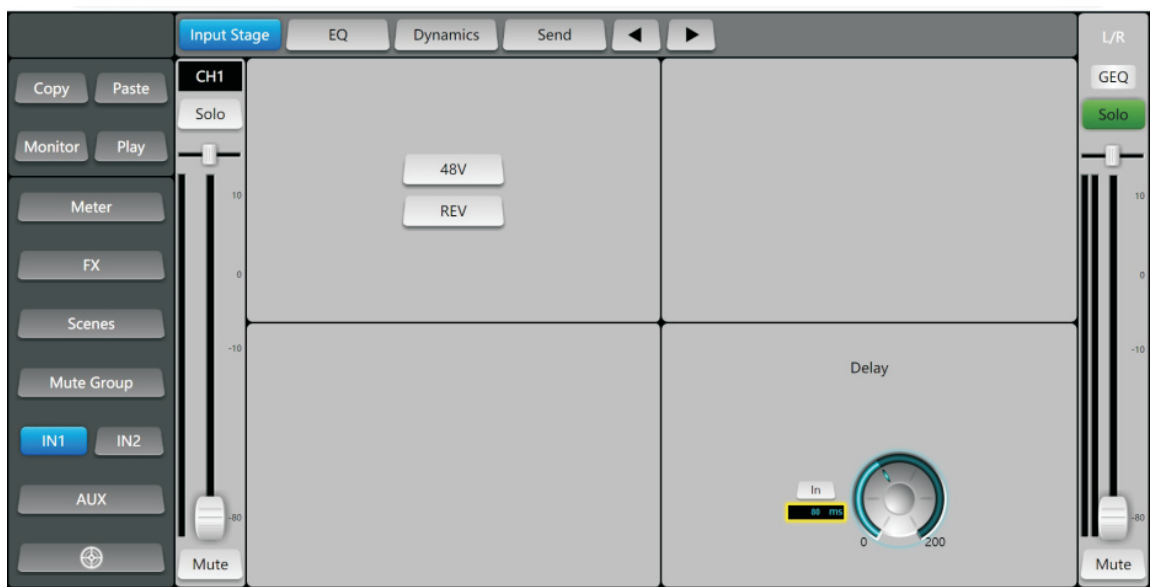 Input Stage EQ Dynamics Send L/R
Copy Paste CH1 GEQ
Solo Solo
Monitor Play
48V
Meter 10 REV 10
FX 0 0
Scenes
-10 -10
Mute Group Delay
IN1 IN2
AUX In
80 ms
-80 -80
0 200
Mute Mute